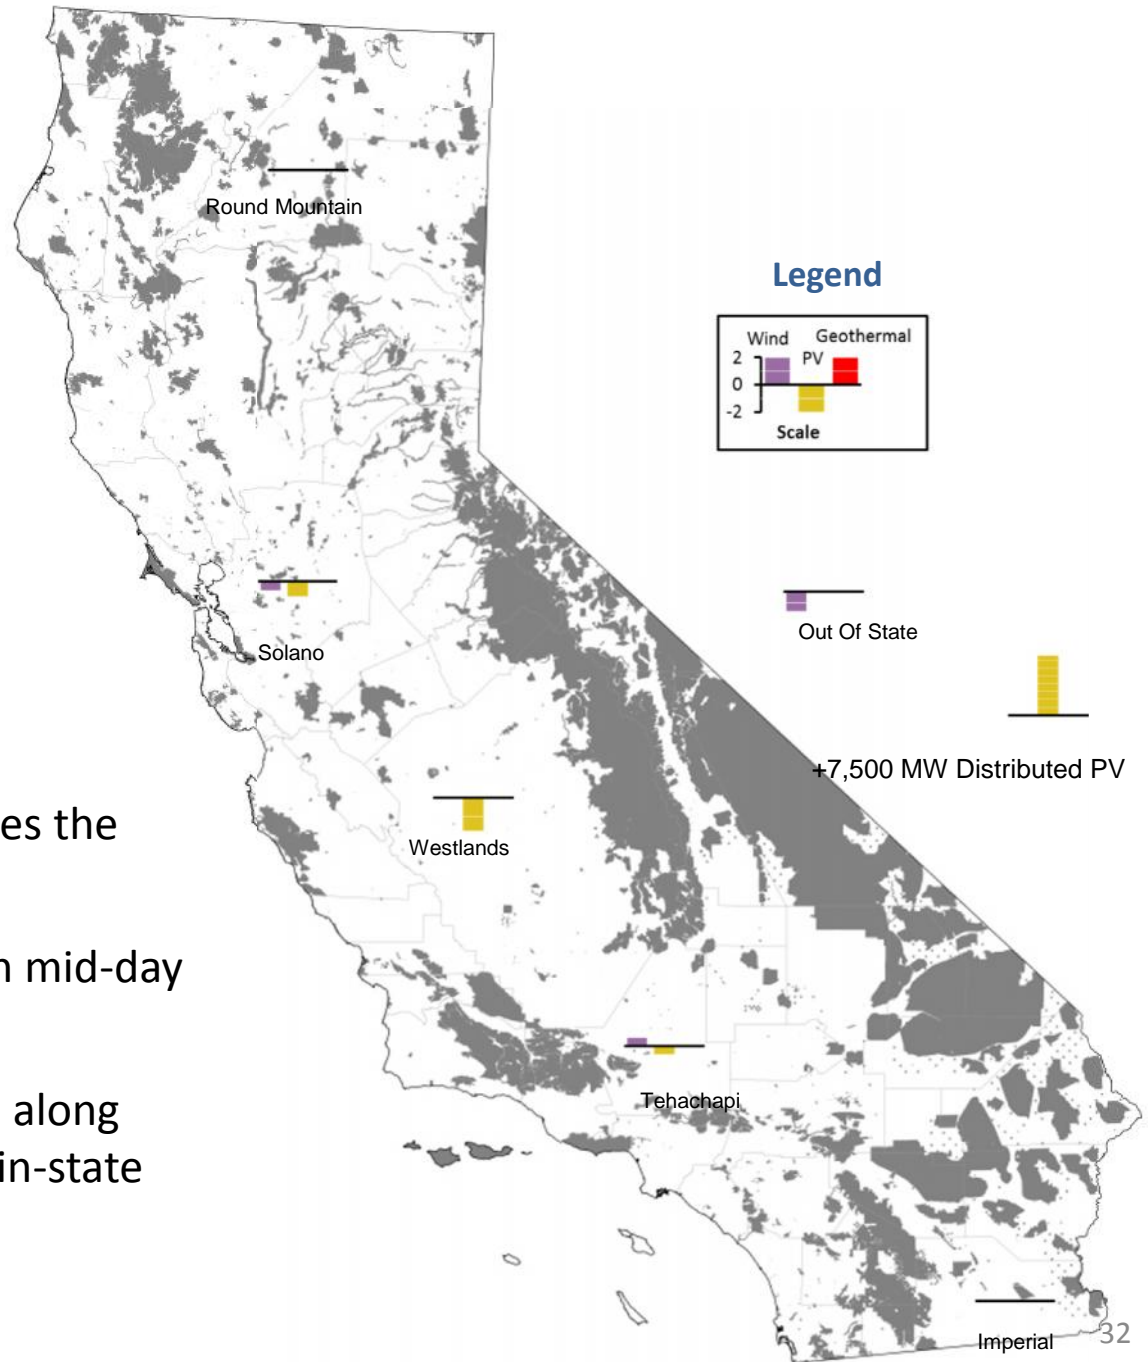 Round Mountain
Legend
Wind Geothermal
2 PV
0
-2
Scale
Solano
Out Of State
+7,500 MW Distributed PV
es the
Westlands
n mid-day
Tehachapi
along
in-state
Imperial
32